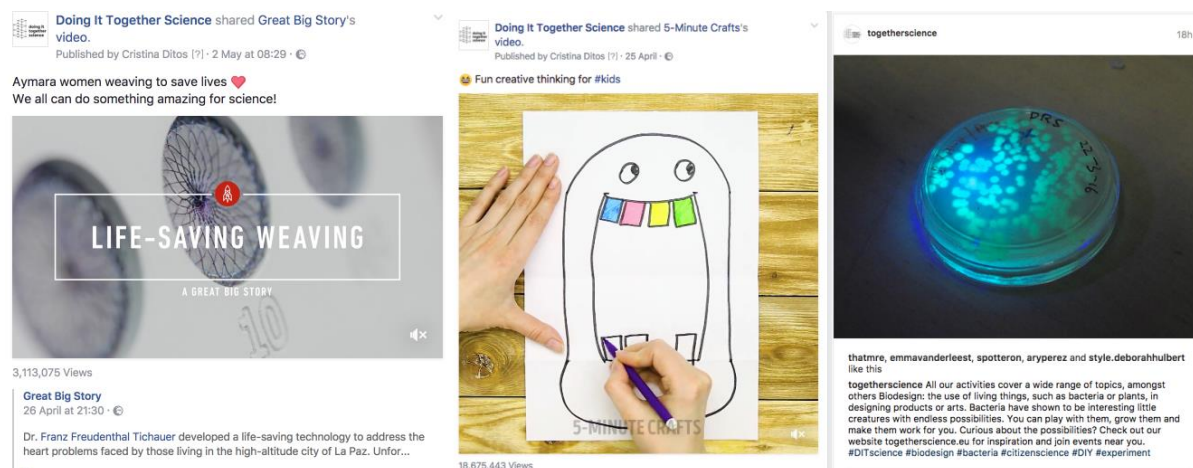 Doing It Together Science shared Great Big Story's
video.
Published by Cristina Ditos [?] · 2 May at 08:29 ·
Aymara women weaving to save lives ❤️
We all can do something amazing for science!
LIFE-SAVING WEAVING
A GREAT BIG STORY
10
3,113,075 Views
Great Big Story
26 April at 21:30 ·
Dr. Franz Freudenthal Tichauer developed a life-saving technology to address the
heart problems faced by those living in the high-altitude city of La Paz. Unfor...
Doing It Together Science shared 5-Minute Crafts's
video.
Published by Cristina Ditos [?] · 25 April ·
😄 Fun creative thinking for #kids
5-MINUTE CRAFTS
18,675,443 Views
togetherscience
18h
DRS
22-3-16
thatmre, emmavanderleest, spotteron, aryperez and style.deborahhulbert
like this
togetherscience All our activities cover a wide range of topics, amongst
others Biodesign: the use of living things, such as bacteria or plants, in
designing products or arts. Bacteria have shown to be interesting little
creatures with endless possibilities. You can play with them, grow them and
make them work for you. Curious about the possibilities? Check out our
website togetherscience.eu for inspiration and join events near you.
#DITscience #biodesign #bacteria #citizenscience #DIY #experiment